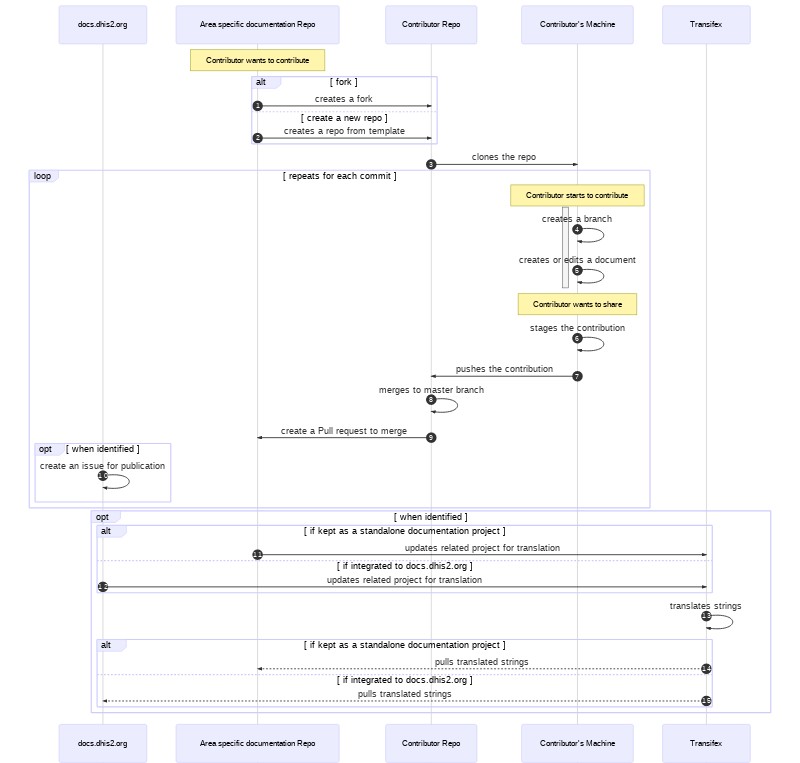 docs.dhis2.org
Area specific documentation Repo
Contributor Repo
Contributor's Machine
Transifex
Contributor wants to contribute
alt
[ fork ]
1
creates a fork
[ create a new repo ]
2
creates a repo from template
3
clones the repo
loop
[ repeats for each commit ]
Contributor starts to contribute
creates a branch
4
creates or edits a document
5
Contributor wants to share
stages the contribution
6
pushes the contribution
7
merges to master branch
8
create a Pull request to merge
9
opt
[ when identified ]
create an issue for publication
10
opt
[ when identified ]
alt
[ if kept as a standalone documentation project ]
updates related project for translation
11
[ if integrated to docs.dhis2.org ]
updates related project for translation
12
translates strings
13
alt
[ if kept as a standalone documentation project ]
pulls translated strings
14
[ if integrated to docs.dhis2.org ]
pulls translated strings
15
docs.dhis2.org
Area specific documentation Repo
Contributor Repo
Contributor's Machine
Transifex